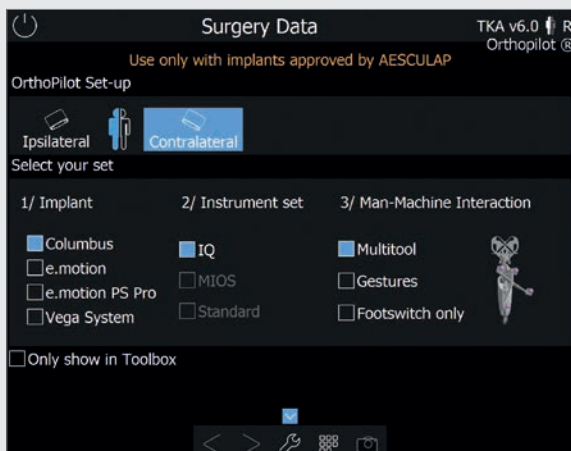 Surgery Data
TKA v6.0 R
Orthopilot ®
Use only with implants approved by AESCULAP
OrthoPilot Set-up
Ipsilateral
Contralateral
Select your set
1/ Implant
2/ Instrument set
3/ Man-Machine Interaction
Columbus
e.motion
e.motion PS Pro
Vega System
IQ
MIOS
Standard
Multitool
Gestures
Footswitch only
Only show in Toolbox